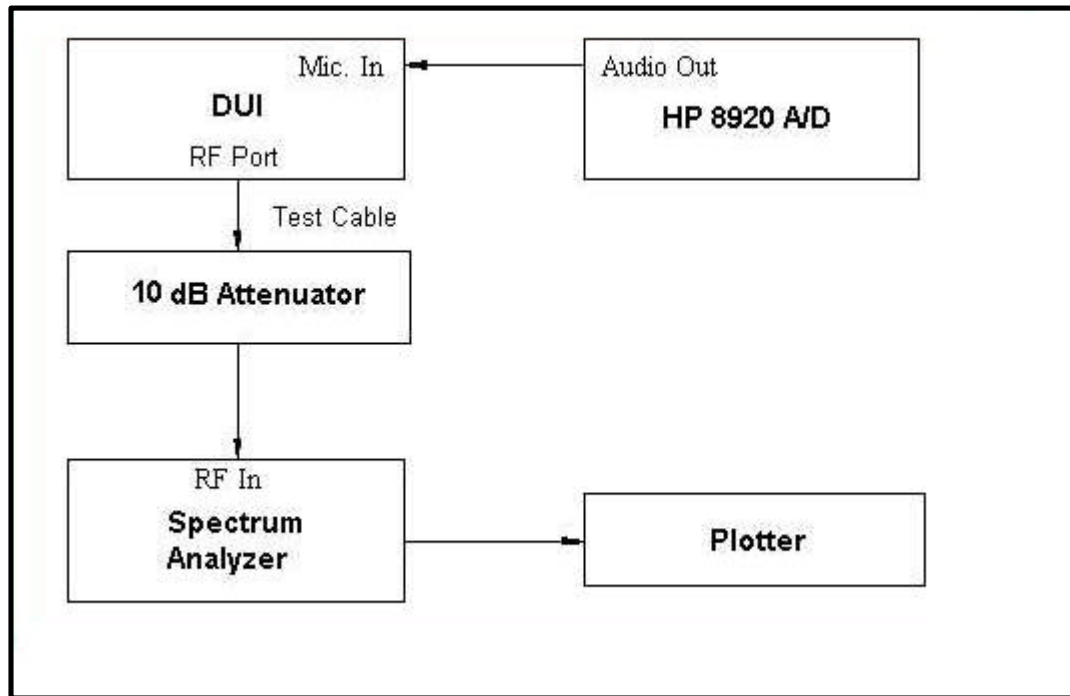 Mic. In
DUI
RF Port
Audio Out
HP 8920 A/D
Test Cable
10 dB Attenuator
RF In
Spectrum
Analyzer
Plotter